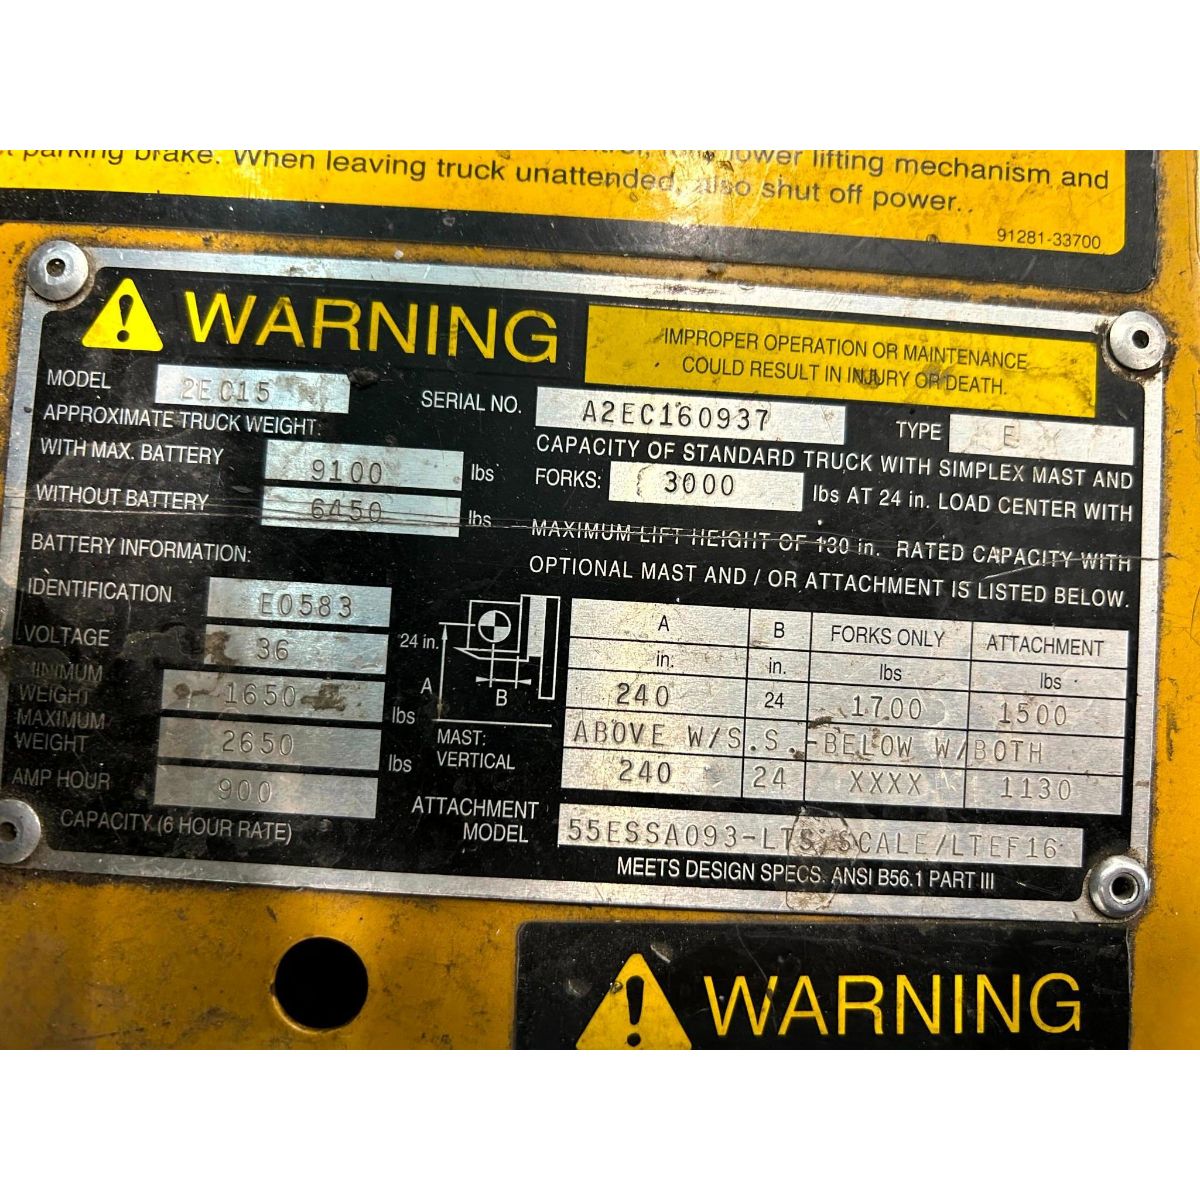 parking brake. When leaving truck unattended, also shut off power.
lower lifting mechanism and
91281-33700
WARNING
IMPROPER OPERATION OR MAINTENANCE
COULD RESULT IN INJURY OR DEATH.
MODEL 2EC15 SERIAL NO. A2EC160937 TYPE E
APPROXIMATE TRUCK WEIGHT:
WITH MAX. BATTERY 9100 lbs
WITHOUT BATTERY 6450 lbs
CAPACITY OF STANDARD TRUCK WITH SIMPLEX MAST AND
FORKS: 3000 lbs AT 24 in. LOAD CENTER WITH
MAXIMUM LIFT HEIGHT OF 130 in. RATED CAPACITY WITH
OPTIONAL MAST AND / OR ATTACHMENT IS LISTED BELOW.
BATTERY INFORMATION:
IDENTIFICATION E0583
VOLTAGE 36
MINIMUM
WEIGHT 1650 lbs
MAXIMUM
WEIGHT 2650 lbs
AMP HOUR 900
CAPACITY (6 HOUR RATE)
24 in.
A
B
MAST:
VERTICAL
A B FORKS ONLY ATTACHMENT
in. in. lbs lbs
240 24 1700 1500
ABOVE W/S.S.-BELOW W/BOTH
240 24 XXXX 1130
ATTACHMENT
MODEL 55ESSA093-LTS/SCALE/LTEF16
MEETS DESIGN SPECS. ANSI B56.1 PART III
WARNING